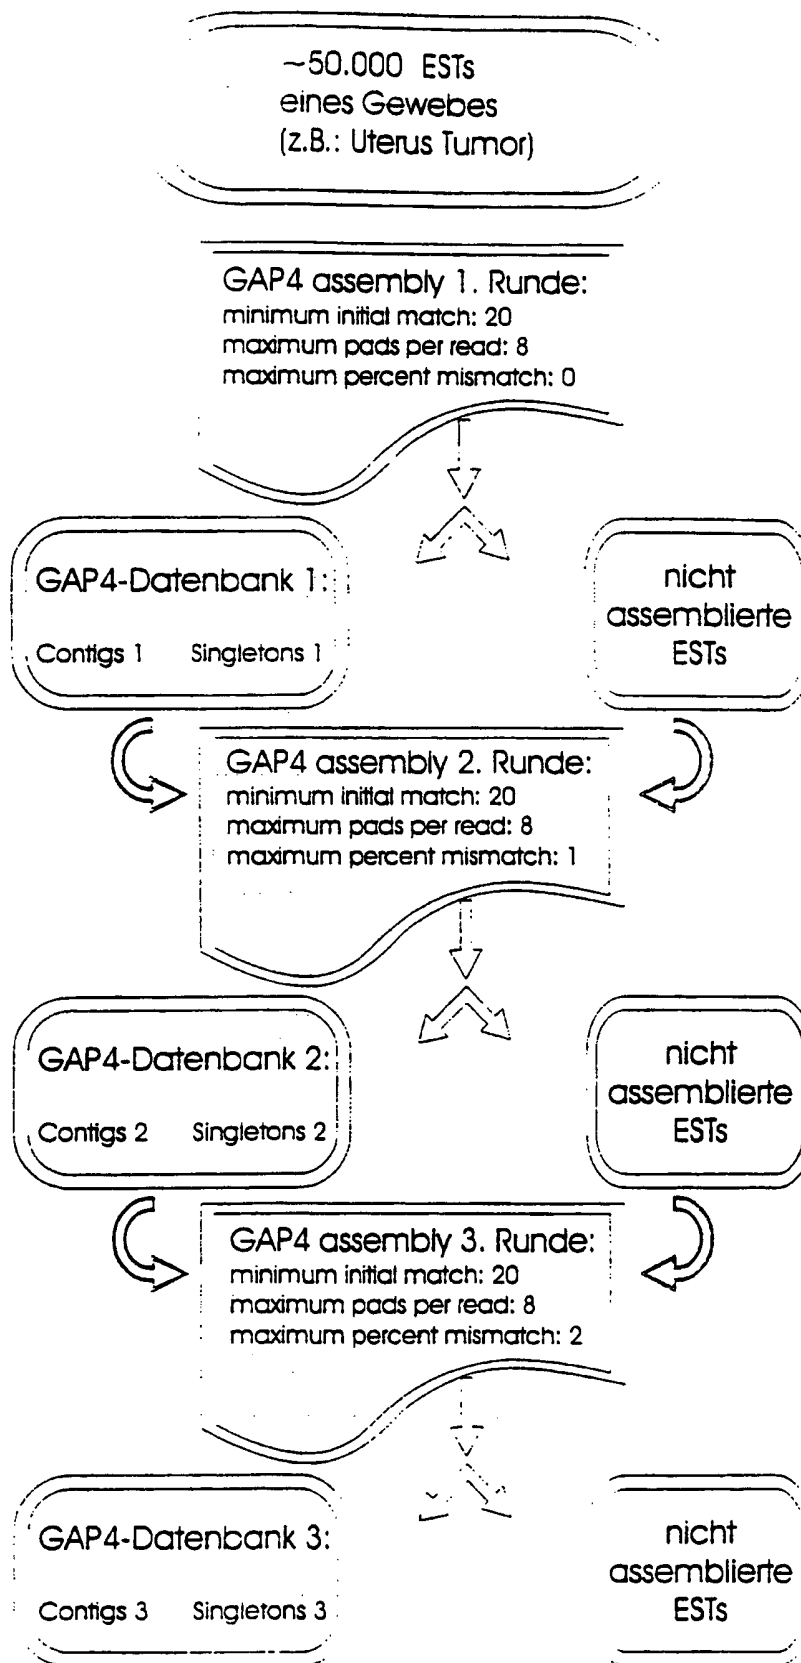 ~50.000 ESTs
eines Gewebes
(z.B.: Uterus Tumor)
GAP4 assembly 1. Runde:
minimum initial match: 20
maximum pads per read: 8
maximum percent mismatch: 0
GAP4-Datenbank 1:
Contigs 1 Singletons 1
nicht
assemblierte
ESTs
GAP4 assembly 2. Runde:
minimum initial match: 20
maximum pads per read: 8
maximum percent mismatch: 1
GAP4-Datenbank 2:
Contigs 2 Singletons 2
nicht
assemblierte
ESTs
GAP4 assembly 3. Runde:
minimum initial match: 20
maximum pads per read: 8
maximum percent mismatch: 2
GAP4-Datenbank 3:
Contigs 3 Singletons 3
nicht
assemblierte
ESTs